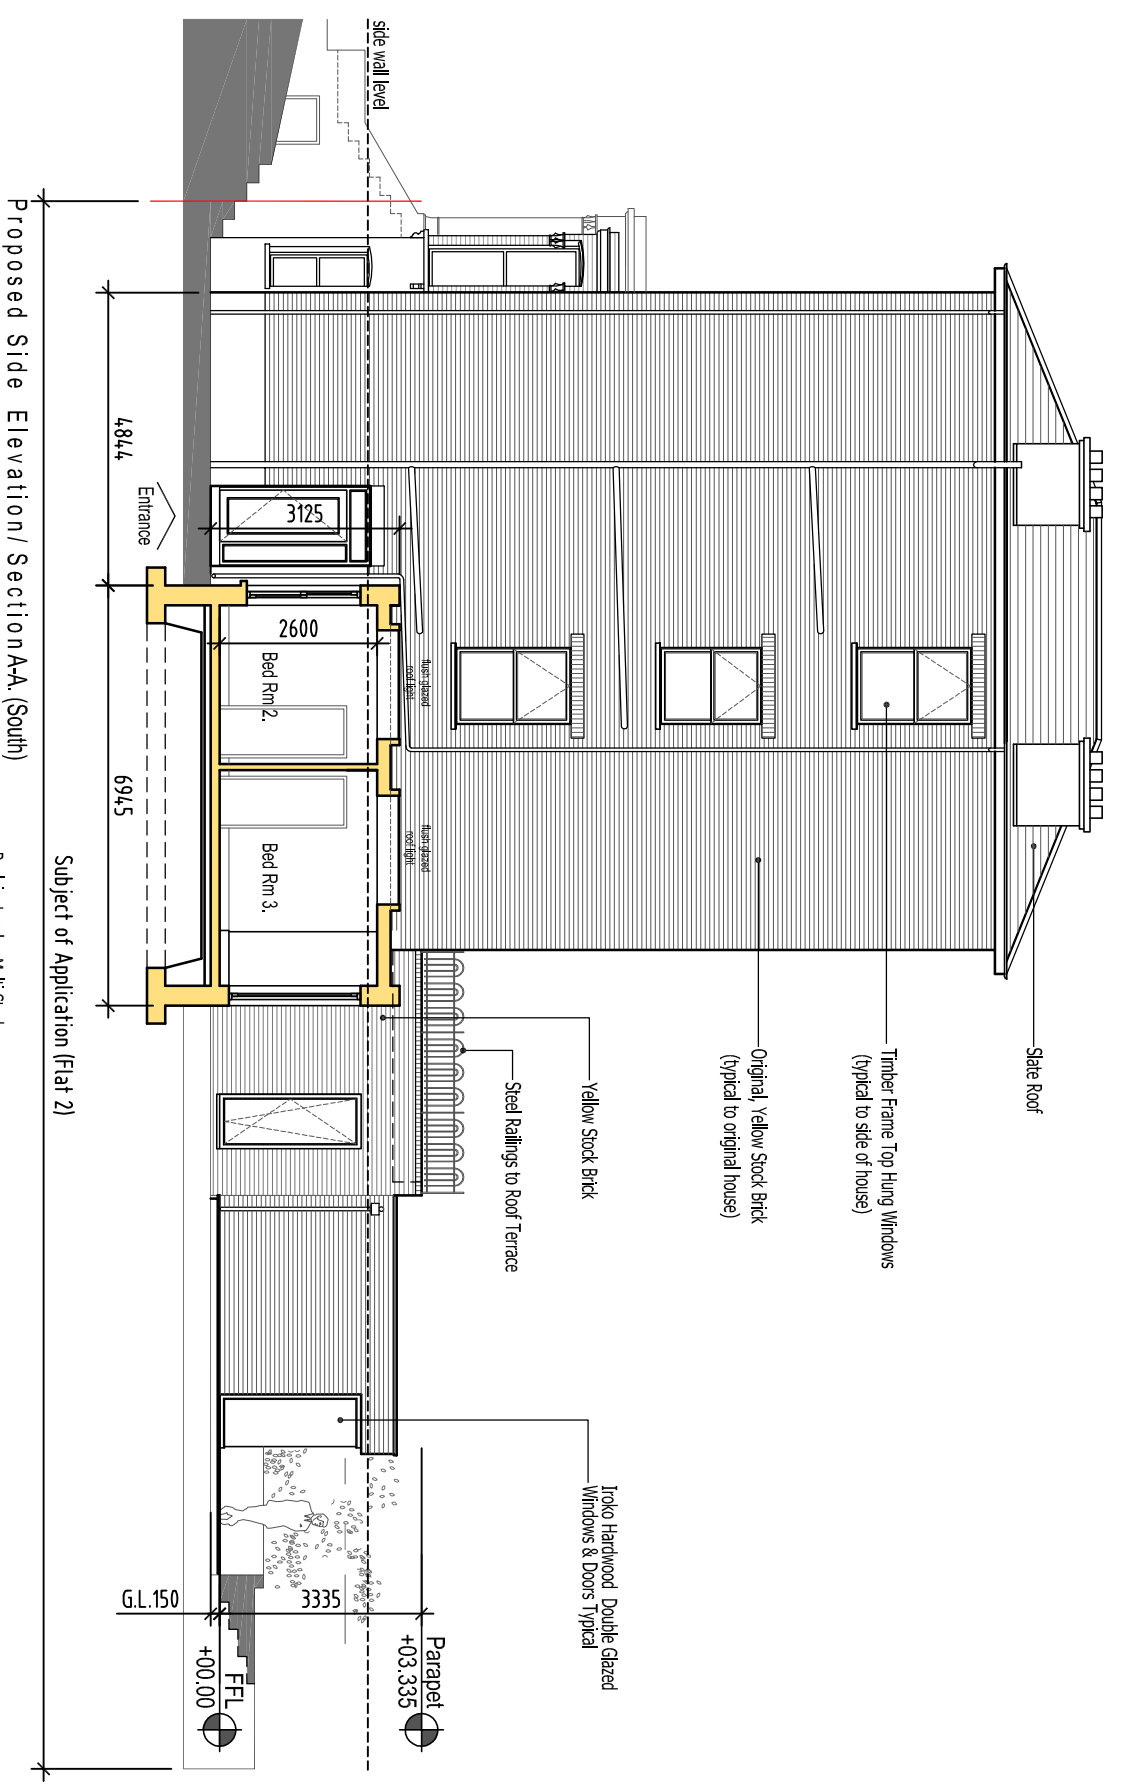 side wall level
Slate Roof
Timber Frame Top Hung Windows
(typical to side of house)
Original, Yellow Stock Brick
(typical to original house)
Yellow Stock Brick
Steel Railings to Roof Terrace
Iroko Hardwood Double Glazed
Windows & Doors Typical
flush glazed
roof light
flush glazed
roof light
3125
2600
Bed Rm 2.
Bed Rm 3.
Entrance
4844
6945
Parapet
+03.335
3335
FFL
+00.00
G.L.150
Subject of Application (Flat 2)
Proposed Side Elevation/ Section A-A. (South)